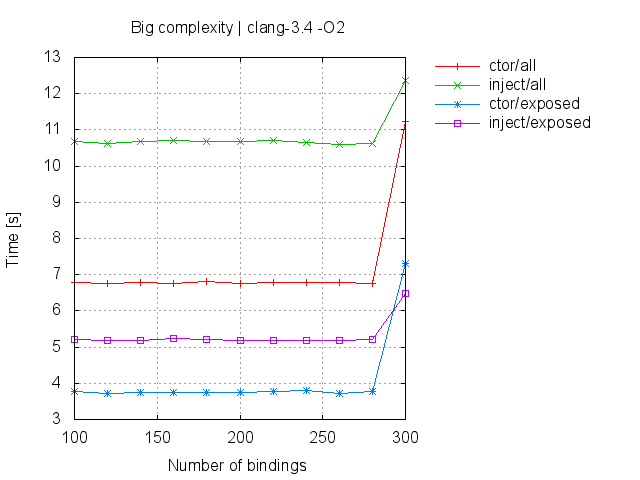 Big complexity | clang-3.4 -O2
13
12
11
10
9
8
7
6
5
4
3
Time [s]
100
150
200
250
300
Number of bindings
ctor/all
inject/all
ctor/exposed
inject/exposed